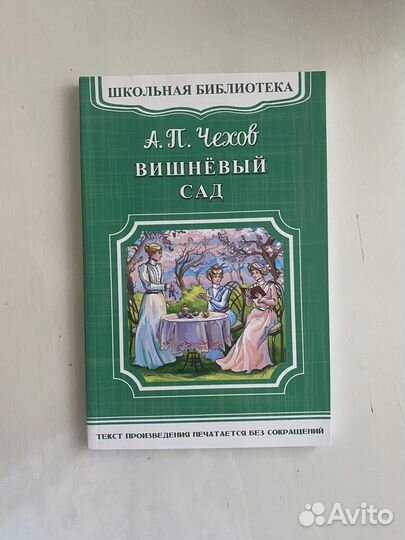 ШКОЛЬНАЯ БИБЛИОТЕКА
А.П. Чехов
ВИШНЁВЫЙ
САД
ТЕКСТ ПРОИЗВЕДЕНИЯ ПЕЧАТАЕТСЯ БЕЗ СОКРАЩЕНИЙ
Avito